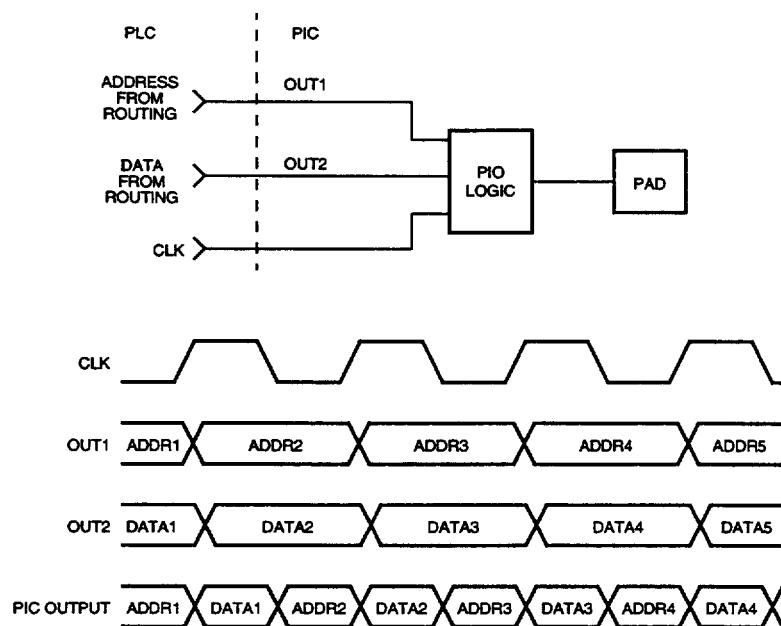 PLC
PIC
ADDRESS
FROM
ROUTING
OUT1
DATA
FROM
ROUTING
OUT2
CLK
PIO
LOGIC
PAD
CLK
OUT1 ADDR1 ADDR2 ADDR3 ADDR4 ADDR5
OUT2 DATA1 DATA2 DATA3 DATA4 DATA5
PIC OUTPUT ADDR1 DATA1 ADDR2 DATA2 ADDR3 DATA3 ADDR4 DATA4